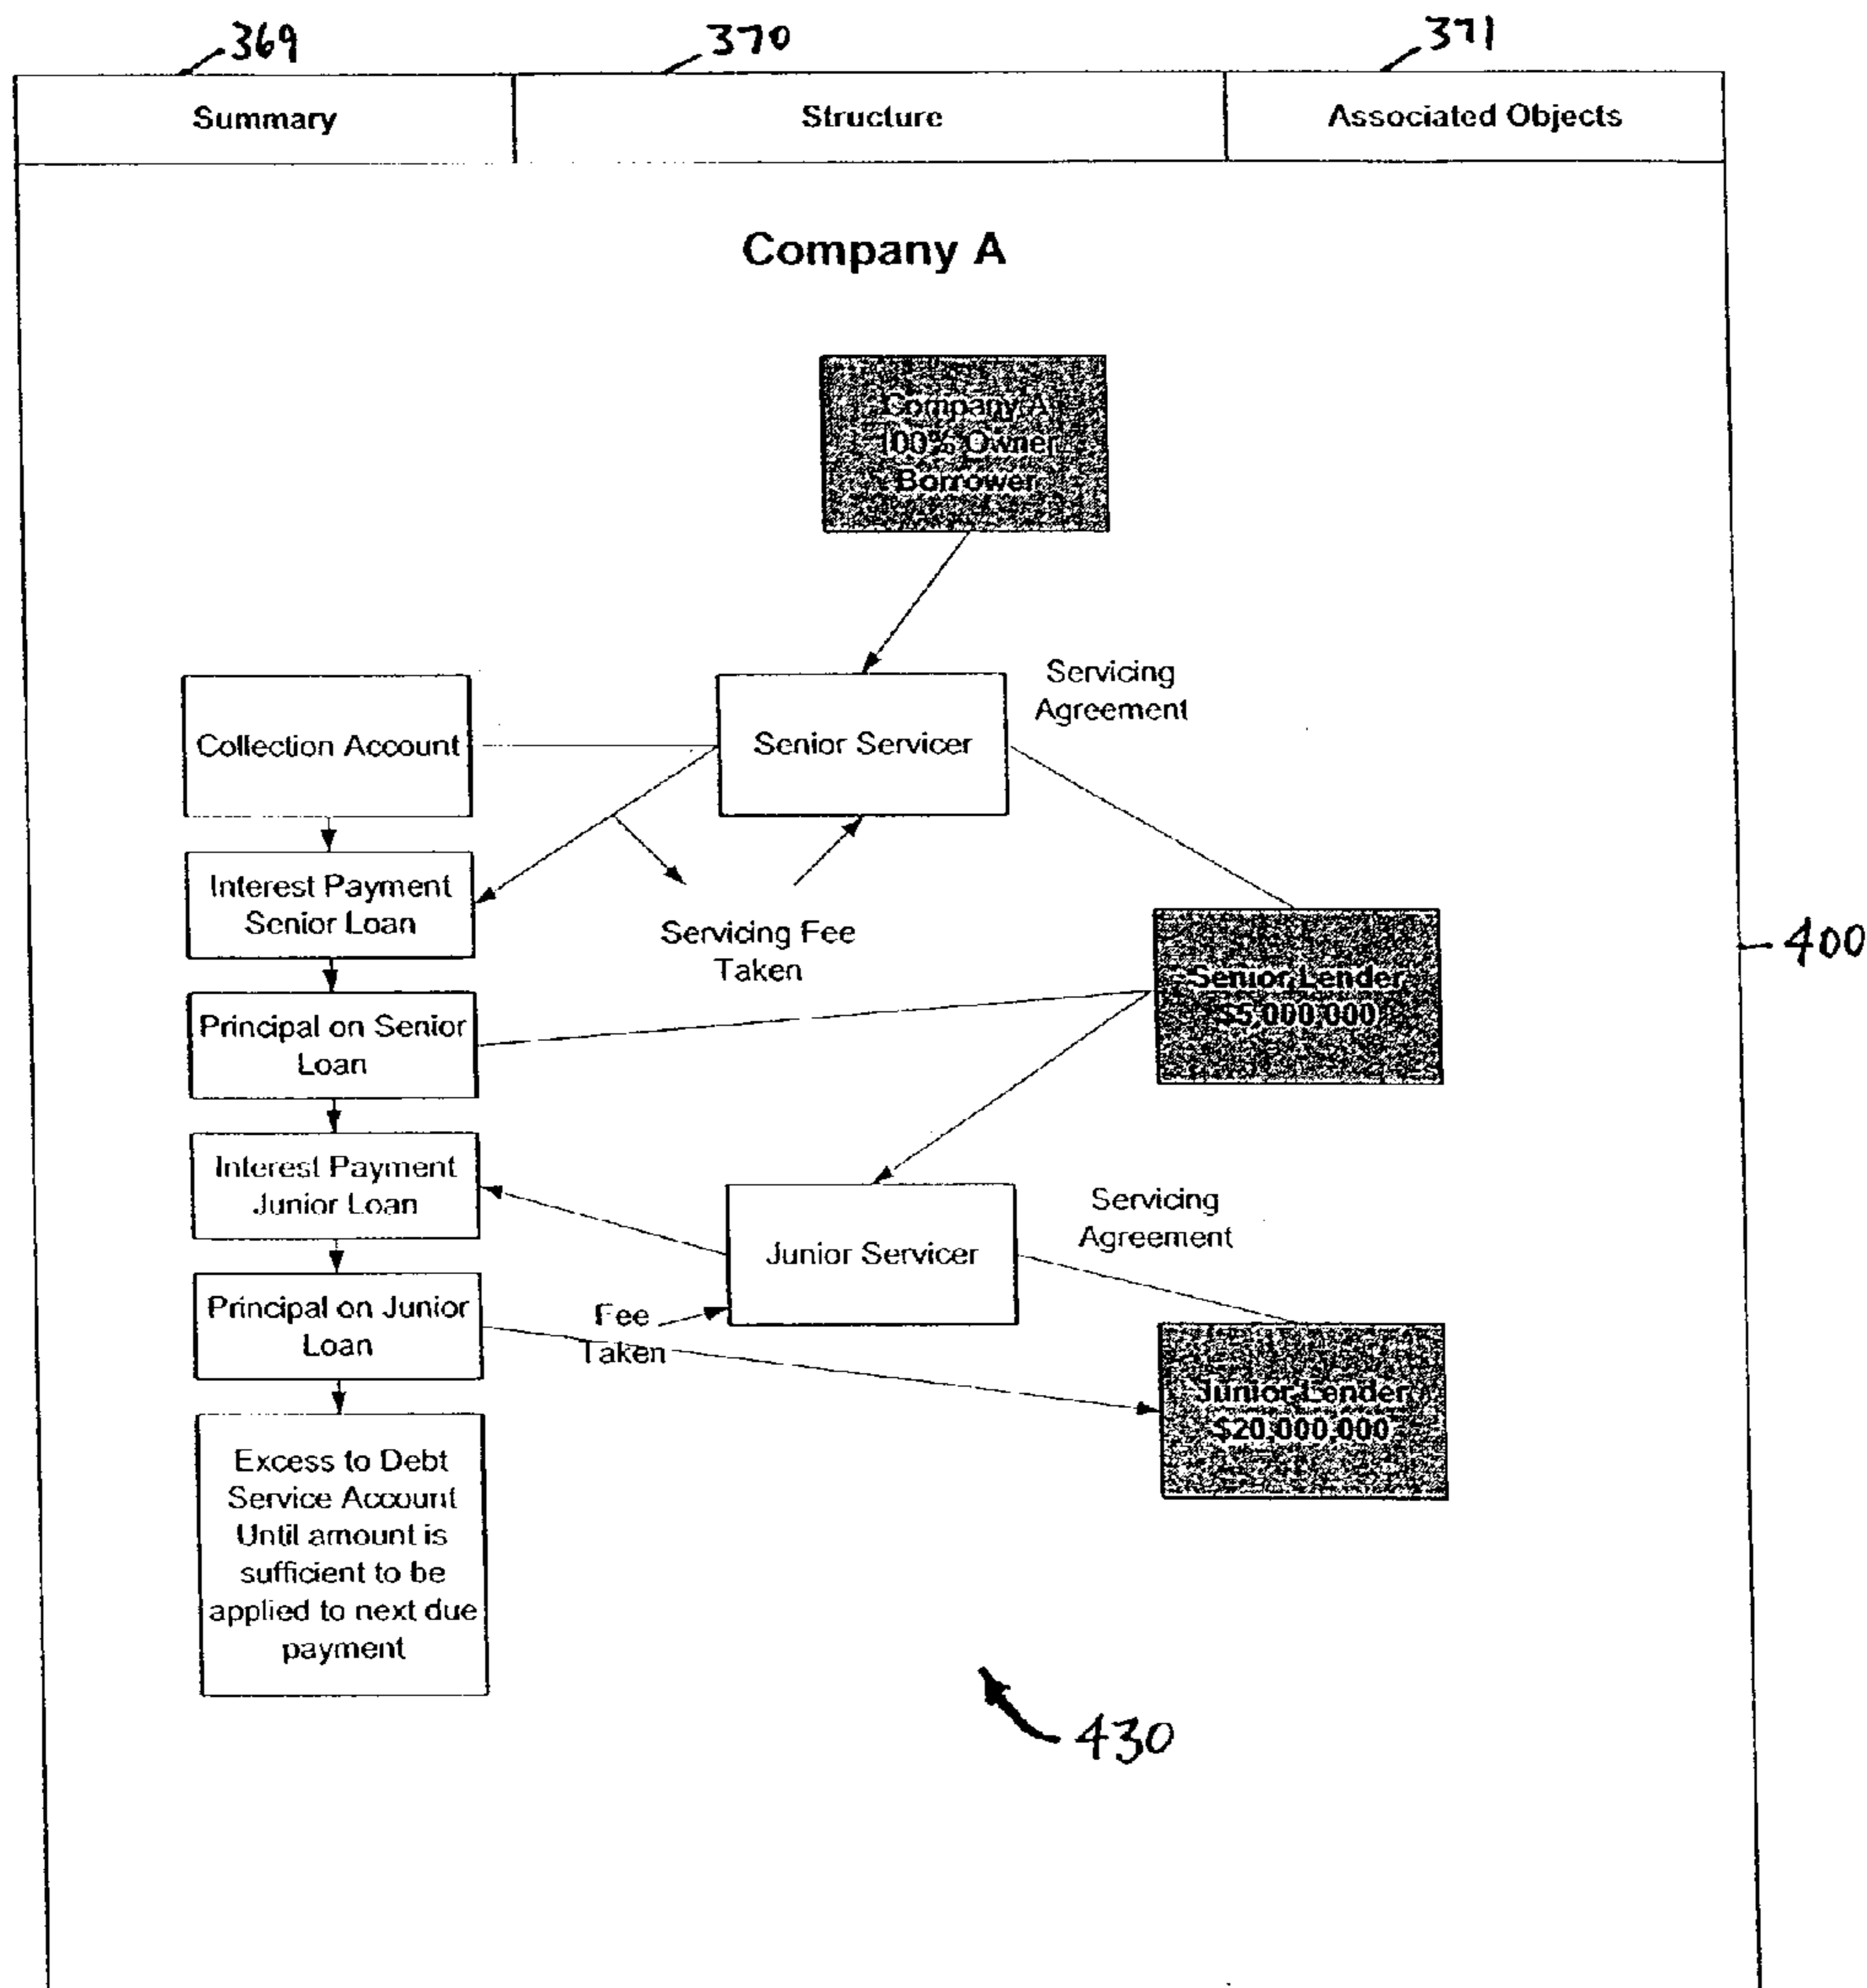 369
370
371
Summary
Structure
Associated Objects
Company A
Company A
100% Owner
Borrower
Servicing
Agreement
Collection Account
Senior Servicer
Interest Payment
Senior Loan
Servicing Fee
Taken
400
Senior Lender
$5,000,000
Principal on Senior
Loan
Interest Payment
Junior Loan
Servicing
Agreement
Junior Servicer
Principal on Junior
Loan
Fee
Taken
Junior Lender
$20,000,000
Excess to Debt
Service Account
Until amount is
sufficient to be
applied to next due
payment
430